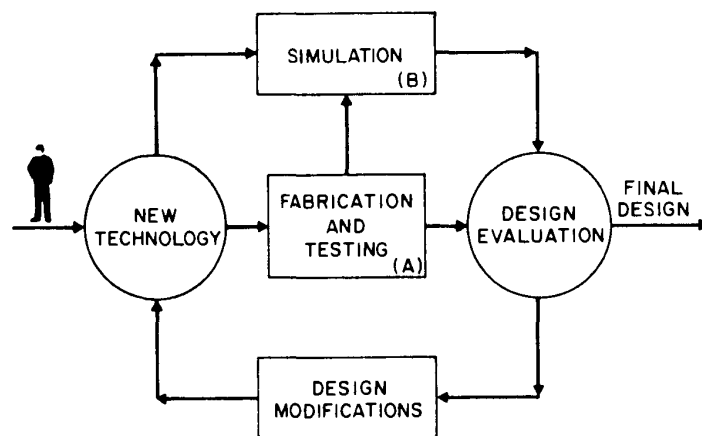 SIMULATION
(B)
NEW
TECHNOLOGY
FABRICATION
AND
TESTING
(A)
DESIGN
EVALUATION
FINAL
DESIGN
DESIGN
MODIFICATIONS